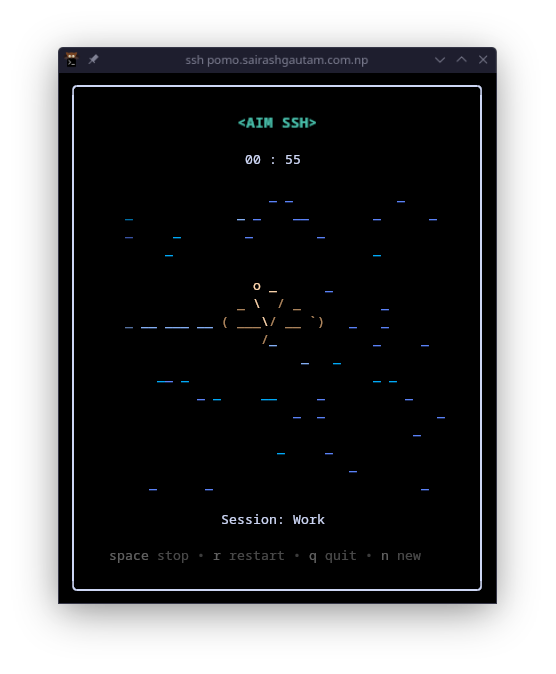 ssh pomo.sairashgautam.com.np
<AIM SSH>
00 : 55
Session: Work
space stop • r restart • q quit • n new